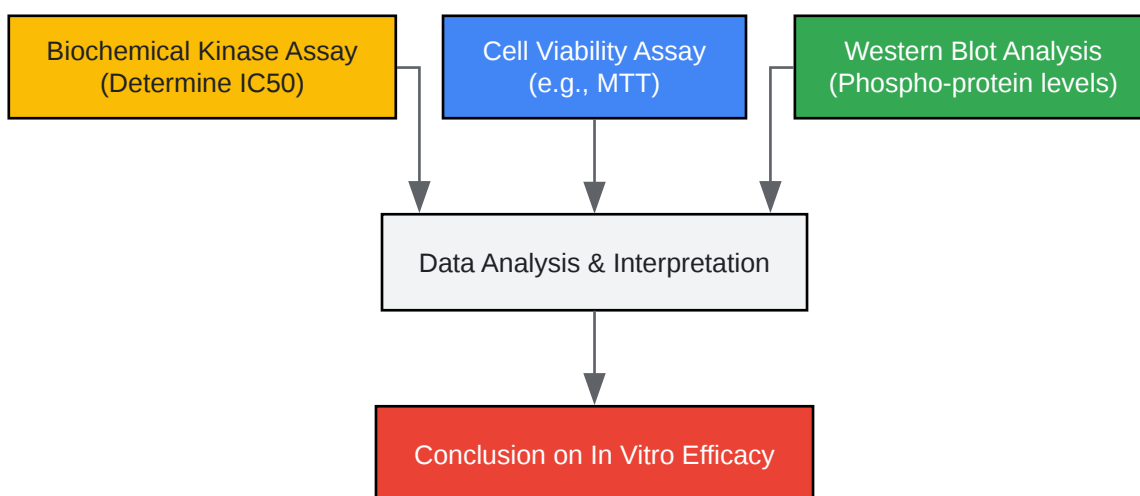 Biochemical Kinase Assay
(Determine IC50)
Cell Viability Assay
(e.g., MTT)
Western Blot Analysis
(Phospho-protein levels)
Data Analysis & Interpretation
Conclusion on In Vitro Efficacy